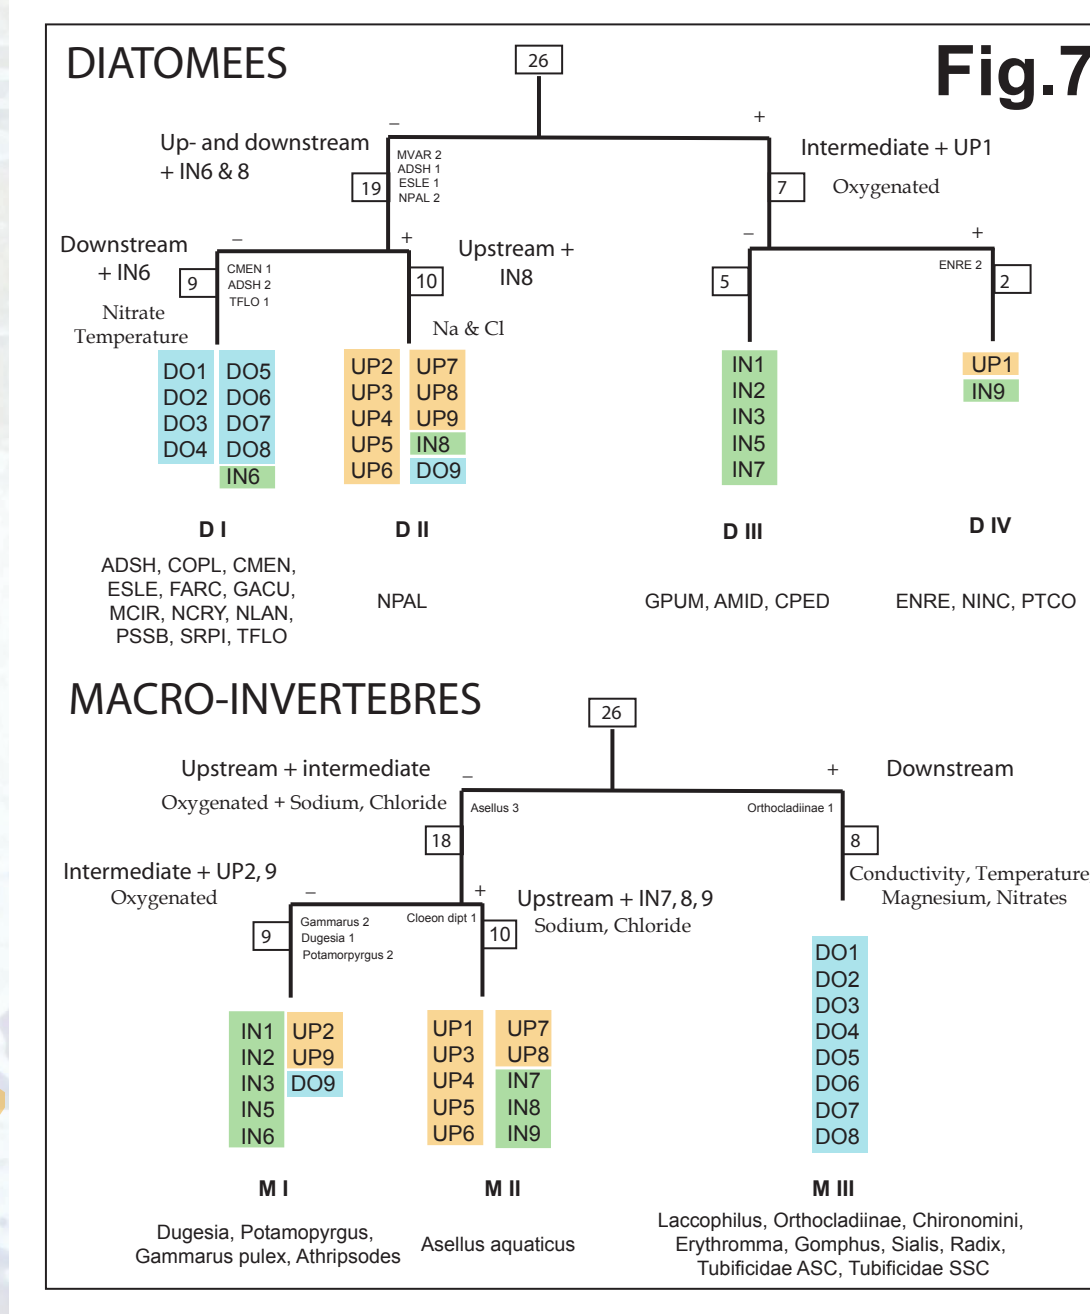 DIATOMEES
26
Fig.7
–
+
Up- and downstream
+ IN6 & 8
MVAR 2
ADSH 1
ESLE 1
NPAL 2
19
Intermediate + UP1
7
Oxygenated
–
+
–
+
Downstream
+ IN6
9
CMEN 1
ADSH 2
TFLO 1
Nitrate
Temperature
10
Upstream +
IN8
Na & Cl
5
ENRE 2
2
DO1 DO5
DO2 DO6
DO3 DO7
DO4 DO8
IN6
UP2 UP7
UP3 UP8
UP4 UP9
UP5 IN8
UP6 DO9
IN1
IN2
IN3
IN5
IN7
UP1
IN9
D I
D II
D III
D IV
ADSH, COPL, CMEN,
ESLE, FARC, GACU,
MCIR, NCRY, NLAN,
PSSB, SRPI, TFLO
NPAL
GPUM, AMID, CPED
ENRE, NINC, PTCO
MACRO-INVERTEBRES
26
Upstream + intermediate
–
+
Downstream
Oxygenated + Sodium, Chloride
Asellus 3
Orthocladiinae 1
18
8
Conductivity, Temperature
Magnesium, Nitrates
Intermediate + UP2, 9
Oxygenated
–
+
9
Gammarus 2
Dugesia 1
Potamorpyrgus 2
Cloeon dipt 1
10
Upstream + IN7, 8, 9
Sodium, Chloride
IN1 UP2
IN2 UP9
IN3 DO9
IN5
IN6
UP1 UP7
UP3 UP8
UP4 IN7
UP5 IN8
UP6 IN9
DO1
DO2
DO3
DO4
DO5
DO6
DO7
DO8
M I
M II
M III
Dugesia, Potamopyrgus,
Gammarus pulex, Athripsodes
Asellus aquaticus
Laccophilus, Orthocladiinae, Chironomini,
Erythromma, Gomphus, Sialis, Radix,
Tubificidae ASC, Tubificidae SSC